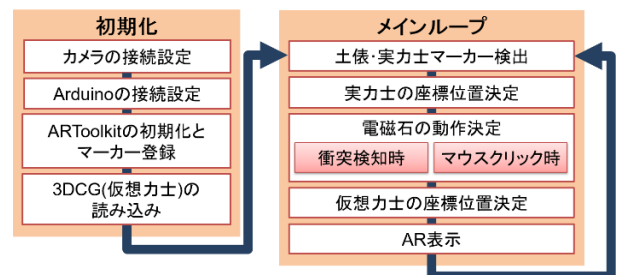 初期化
カメラの接続設定
Arduinoの接続設定
ARToolkitの初期化と
マーカー登録
3DCG(仮想力士)の
読み込み
メインループ
土俵･実力士マーカー検出
実力士の座標位置決定
電磁石の動作決定
衝突検知時
マウスクリック時
仮想力士の座標位置決定
AR表示